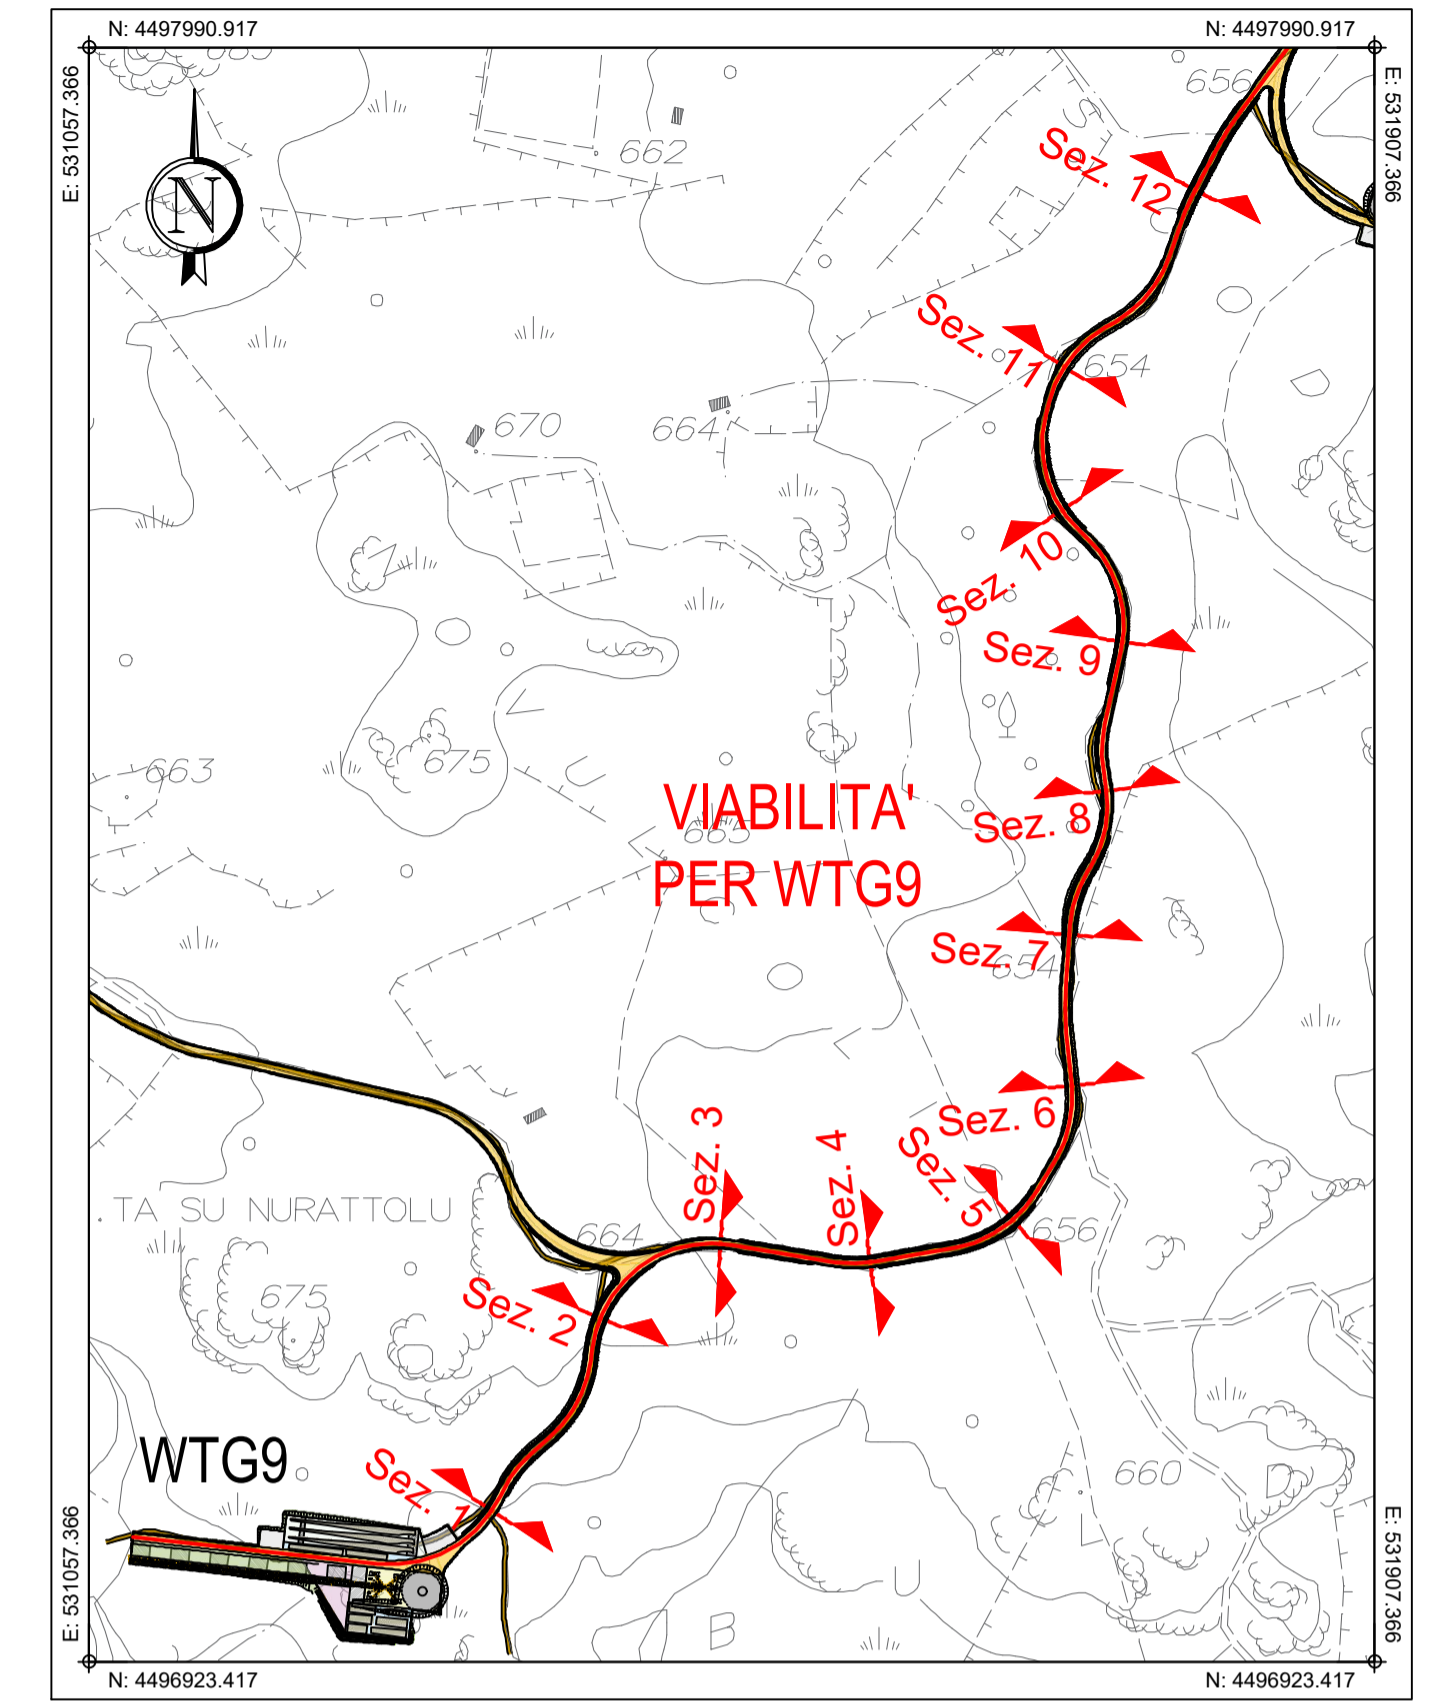 N: 4497990.917
N: 4497990.917
E: 531057.366
E: 531907.366
N
656
662
Sez. 12
Sez. 11
654
670
664
Sez. 10
Sez. 9
663
675
VIABILITA'
665
PER WTG9
Sez. 8
Sez. 7
654
Sez. 6
Sez. 3
Sez. 4
Sez. 5
TA SU NURATTOLU
664
656
675
Sez. 2
WTG9
Sez. 1
660
D
L
U
B
E: 531057.366
E: 531907.366
N: 4496923.417
N: 4496923.417